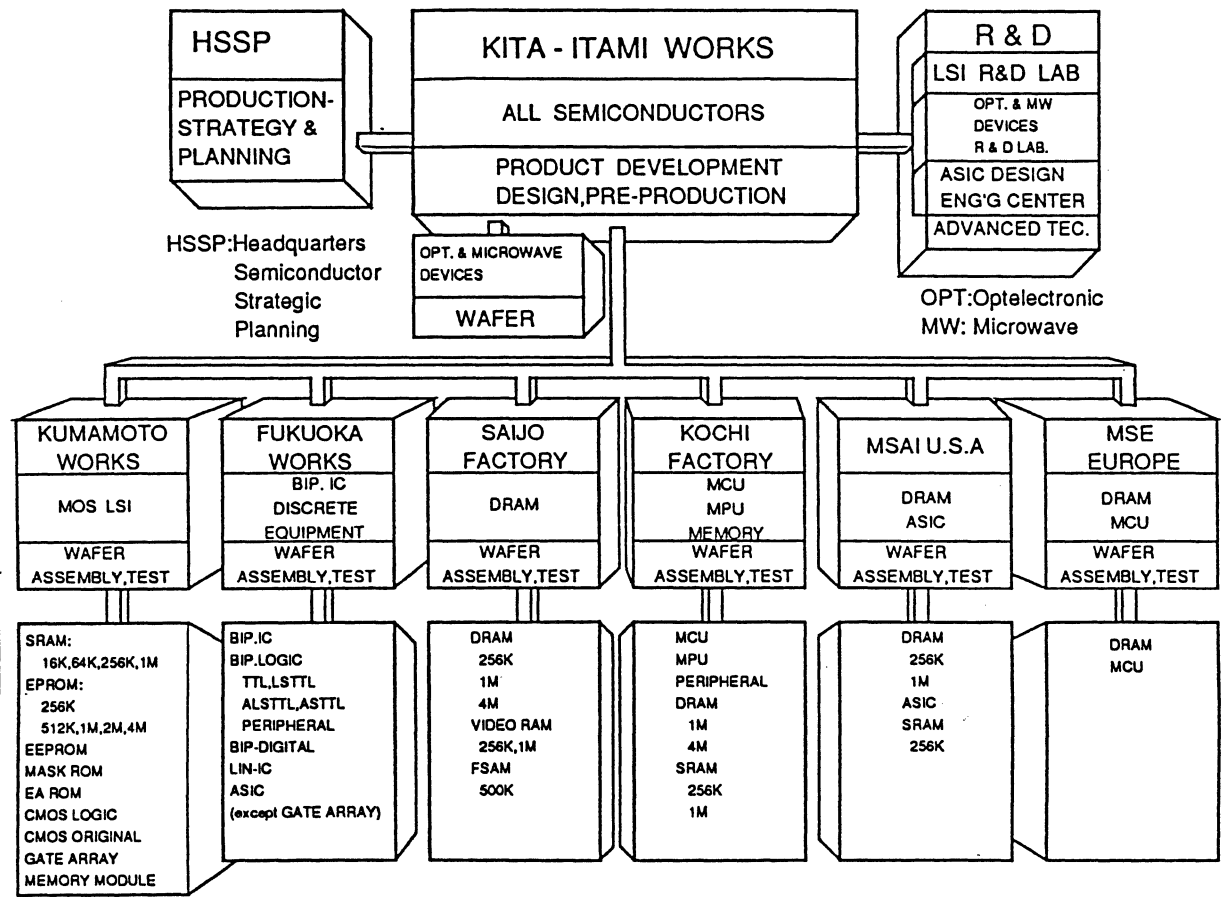 HSSP
PRODUCTION-
STRATEGY &
PLANNING
KITA - ITAMI WORKS
ALL SEMICONDUCTORS
PRODUCT DEVELOPMENT
DESIGN,PRE-PRODUCTION
R & D
LSI R&D LAB
OPT. & MW
DEVICES
R & D LAB.
ASIC DESIGN
ENG'G CENTER
ADVANCED TEC.
HSSP:Headquarters
Semiconductor
Strategic
Planning
OPT. & MICROWAVE
DEVICES
WAFER
OPT:Optelectronic
MW: Microwave
KUMAMOTO
WORKS
MOS LSI
WAFER
ASSEMBLY,TEST
FUKUOKA
WORKS
BIP. IC
DISCRETE
EQUIPMENT
WAFER
ASSEMBLY,TEST
SAIJO
FACTORY
DRAM
WAFER
ASSEMBLY,TEST
KOCHI
FACTORY
MCU
MPU
MEMORY
WAFER
ASSEMBLY,TEST
MSAI U.S.A
DRAM
ASIC
WAFER
ASSEMBLY,TEST
MSE
EUROPE
DRAM
MCU
WAFER
ASSEMBLY,TEST
SRAM:
16K,64K,256K,1M
EPROM:
256K
512K,1M,2M,4M
EEPROM
MASK ROM
EA ROM
CMOS LOGIC
CMOS ORIGINAL
GATE ARRAY
MEMORY MODULE
BIP.IC
BIP.LOGIC
TTL,LSTTL
ALSTTL,ASTTL
PERIPHERAL
BIP-DIGITAL
LIN-IC
ASIC
(except GATE ARRAY)
DRAM
256K
1M
4M
VIDEO RAM
256K,1M
FSAM
500K
MCU
MPU
PERIPHERAL
DRAM
1M
4M
SRAM
256K
1M
DRAM
256K
1M
ASIC
SRAM
256K
DRAM
MCU